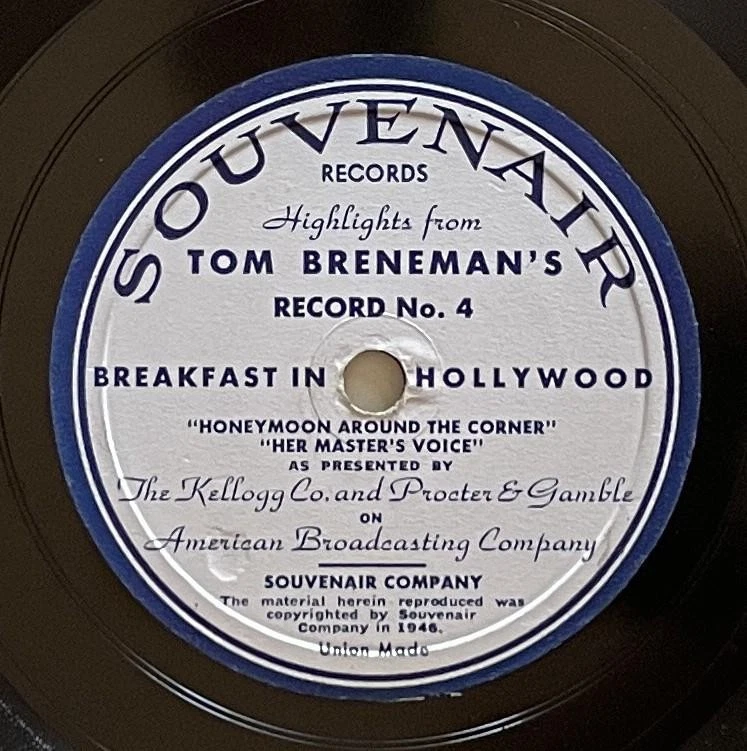 SOUVENAIR
RECORDS
Highlights from
TOM BRENEMAN'S
RECORD No. 4
BREAKFAST IN HOLLYWOOD
"HONEYMOON AROUND THE CORNER"
"HER MASTER'S VOICE"
AS PRESENTED BY
The Kellogg Co. and Procter & Gamble
ON
American Broadcasting Company
SOUVENAIR COMPANY
The material herein reproduced was
copyrighted by Souvenair
Company in 1946.
Union Made